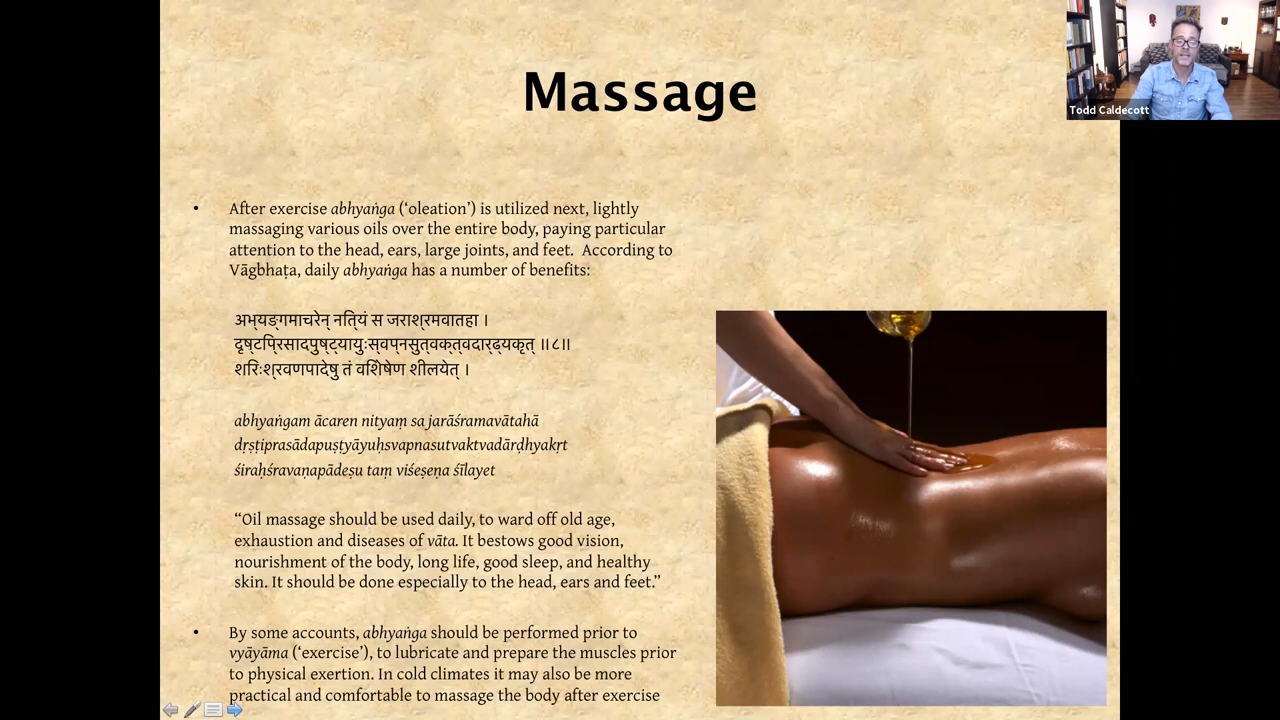 Massage
Todd Caldecott
• After exercise abhyaṅga (‘oleation’) is utilized next, lightly
massaging various oils over the entire body, paying particular
attention to the head, ears, large joints, and feet. According to
Vāgbhaṭa, daily abhyaṅga has a number of benefits:
अभ्यङ्गमाचरेन् नित्यं स जराश्रमवातहा ।
दृष्टिप्रसादपुष्ट्यायुःस्वप्नसुत्वक्त्वदार्ढ्यकृत् ॥८॥
शिरःश्रवणपादेषु तं विशेषेण शीलयेत् ।
abhyaṅgam ācaren nityaṃ sa jarāśramavātahā
dṛṣṭiprasādapuṣṭyāyuḥsvapnasutvaktvadārḍhyakṛt
śiraḥśravaṇapādeṣu taṃ viśeṣeṇa śīlayet
“Oil massage should be used daily, to ward off old age,
exhaustion and diseases of vāta. It bestows good vision,
nourishment of the body, long life, good sleep, and healthy
skin. It should be done especially to the head, ears and feet.”
• By some accounts, abhyaṅga should be performed prior to
vyāyāma (‘exercise’), to lubricate and prepare the muscles prior
to physical exertion. In cold climates it may also be more
practical and comfortable to massage the body after exercise